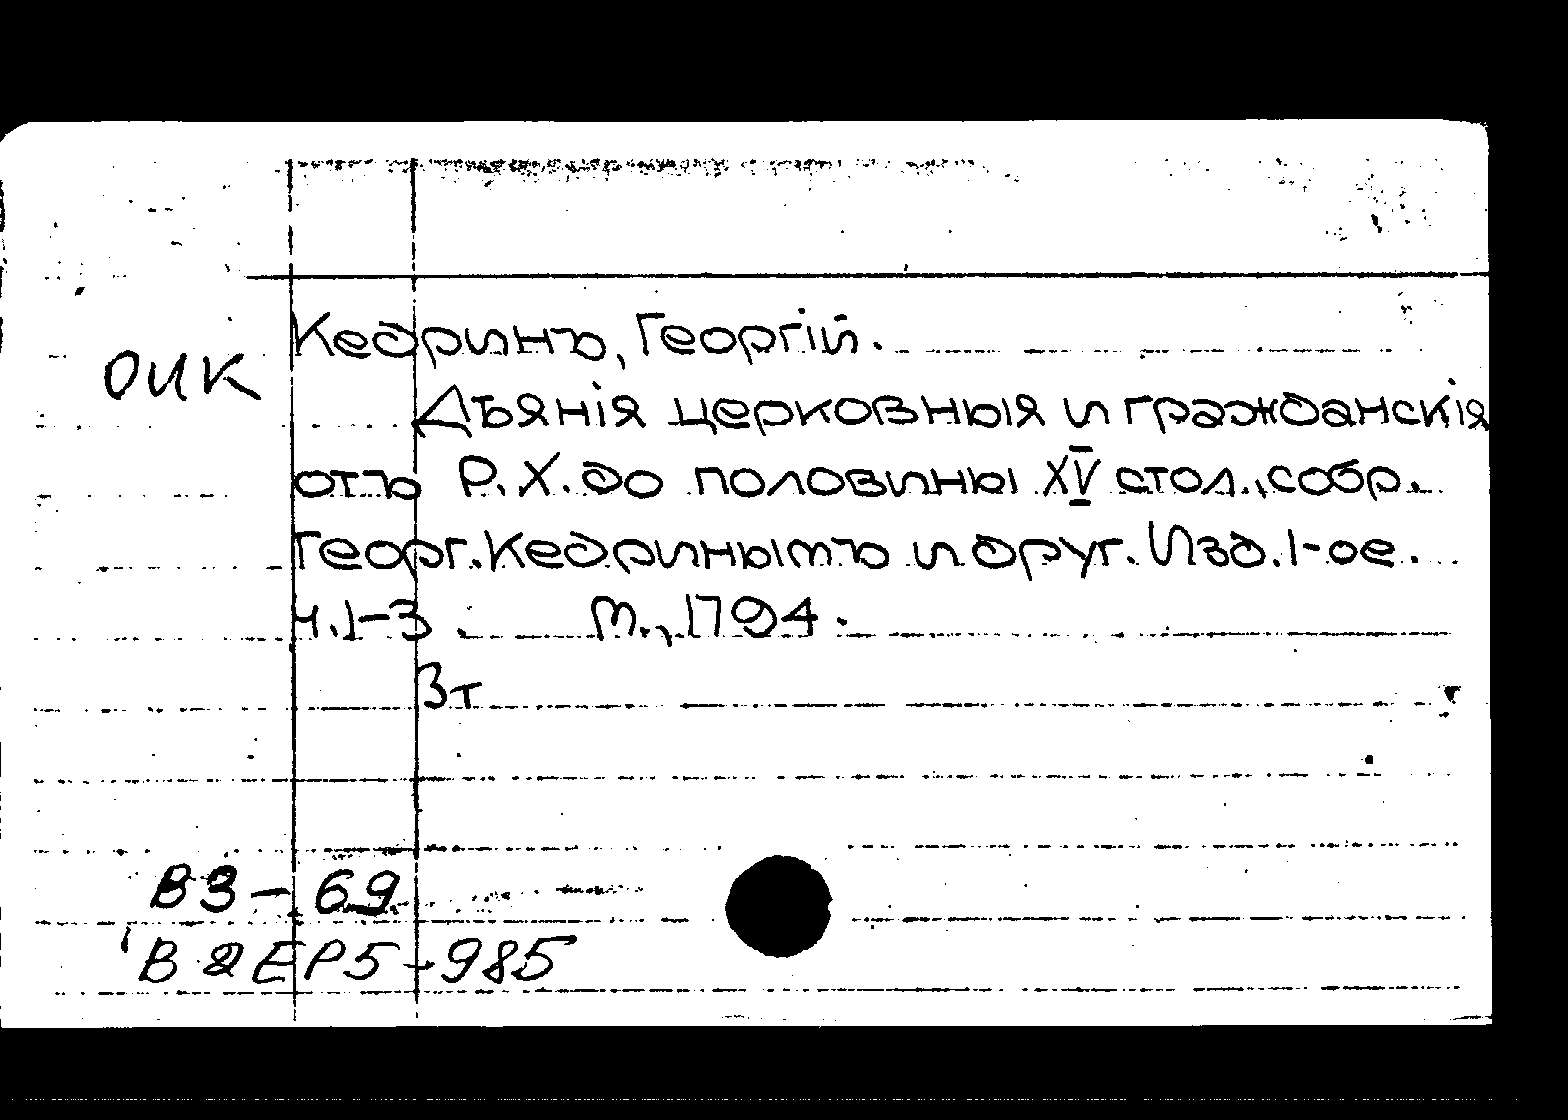 Кедринъ, Георгій.
ОИК
Дѣянія церковныя и гражданскія
отъ Р.Х. до половины XV стол., собр.
Георг. Кедринымъ и друг. Изд. 1-ое.
Ч. 1-3. М., 1794.
3т
В3-69
В 2ЕР5-985